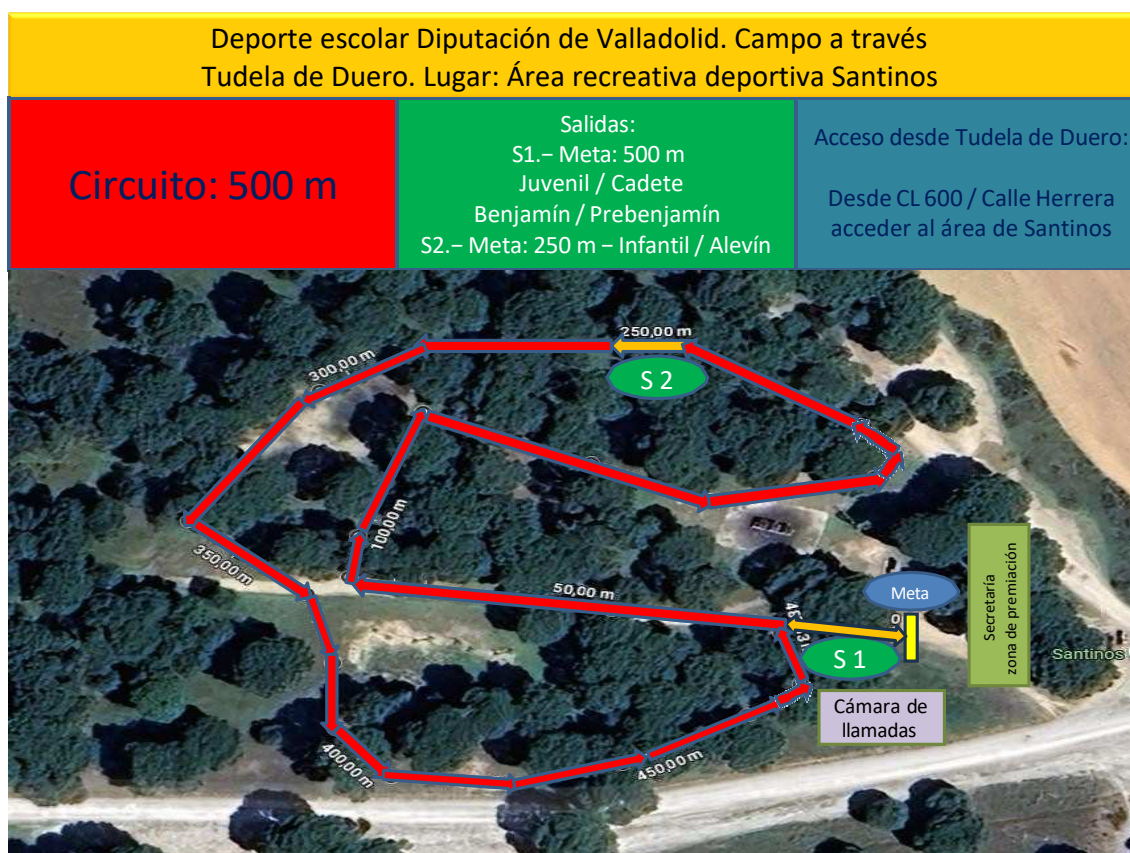 Deporte escolar Diputación de Valladolid. Campo a través
Tudela de Duero. Lugar: Área recreativa deportiva Santinos
Circuito: 500 m
Salidas:
S1.– Meta: 500 m
Juvenil / Cadete
Benjamín / Prebenjamín
S2.– Meta: 250 m – Infantil / Alevín
Acceso desde Tudela de Duero:
Desde CL 600 / Calle Herrera
acceder al área de Santinos
250,00 m
S 2
300,00 m
100,00 m
350,00 m
50,00 m
Meta
0
Secretaría
zona de premiación
Santinos
S 1
Cámara de
llamadas
400,00 m
450,00 m